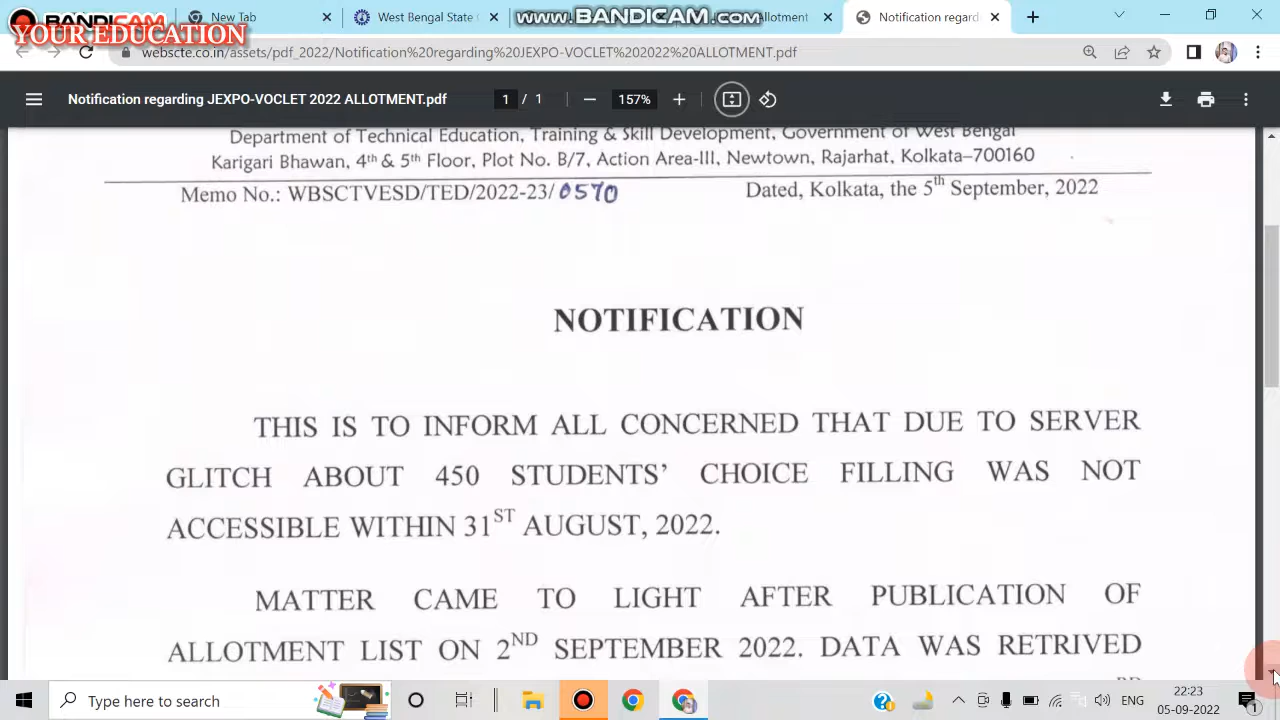 BANDICAM
YOUR EDUCATION
New Tab
West Bengal State C
www.BANDICAM.com
Allotment
Notification regard
webscte.co.in/assets/pdf_2022/Notification%20regarding%20JEXPO-VOCLET%202022%20ALLOTMENT.pdf
Notification regarding JEXPO-VOCLET 2022 ALLOTMENT.pdf
1 / 1
157%
Department of Technical Education, Training & Skill Development, Government of West Bengal
Karigari Bhawan, 4th & 5th Floor, Plot No. B/7, Action Area-III, Newtown, Rajarhat, Kolkata–700160
Memo No.: WBSCTVESD/TED/2022-23/0570 Dated, Kolkata, the 5th September, 2022
NOTIFICATION
THIS IS TO INFORM ALL CONCERNED THAT DUE TO SERVER
GLITCH ABOUT 450 STUDENTS' CHOICE FILLING WAS NOT
ACCESSIBLE WITHIN 31ST AUGUST, 2022.
MATTER CAME TO LIGHT AFTER PUBLICATION OF
ALLOTMENT LIST ON 2ND SEPTEMBER 2022. DATA WAS RETRIVED
Type here to search
ENG
22:23
05-09-2022
1